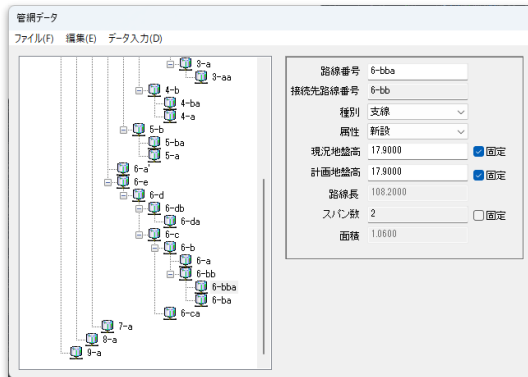 管網データ
ファイル(F) 編集(E) データ入力(D)
3-a
3-aa
4-b
4-ba
4-a
5-b
5-ba
5-a
6-a'
6-e
6-d
6-db
6-da
6-c
6-b
6-a
6-bb
6-bba
6-ba
6-ca
7-a
8-a
9-a
路線番号 6-bba
接続先路線番号 6-bb
種別 支線
属性 新設
現況地盤高 17.9000 固定
計画地盤高 17.9000 固定
路線長 108.2000
スパン数 2 固定
面積 1.0600